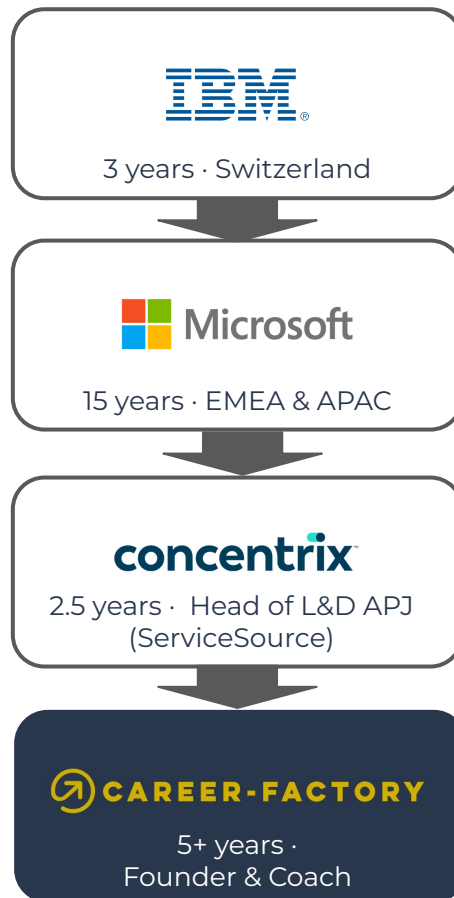 IBM®
3 years · Switzerland
Microsoft
15 years · EMEA & APAC
concentrix™
2.5 years · Head of L&D APJ
(ServiceSource)
CAREER-FACTORY
5+ years ·
Founder & Coach